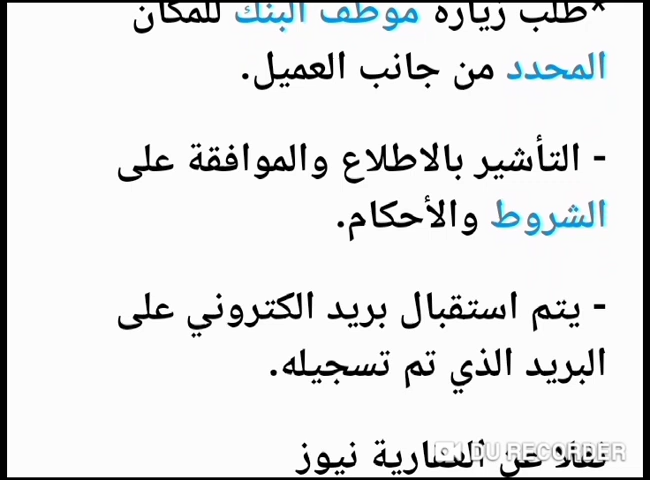 *طلب زيارة موظف البنك للمكان
المحدد من جانب العميل.
- التأشير بالاطلاع والموافقة على
الشروط والأحكام.
- يتم استقبال بريد الكتروني على
البريد الذي تم تسجيله.
نقلا عن العقارية نيوز
DU RECORDER